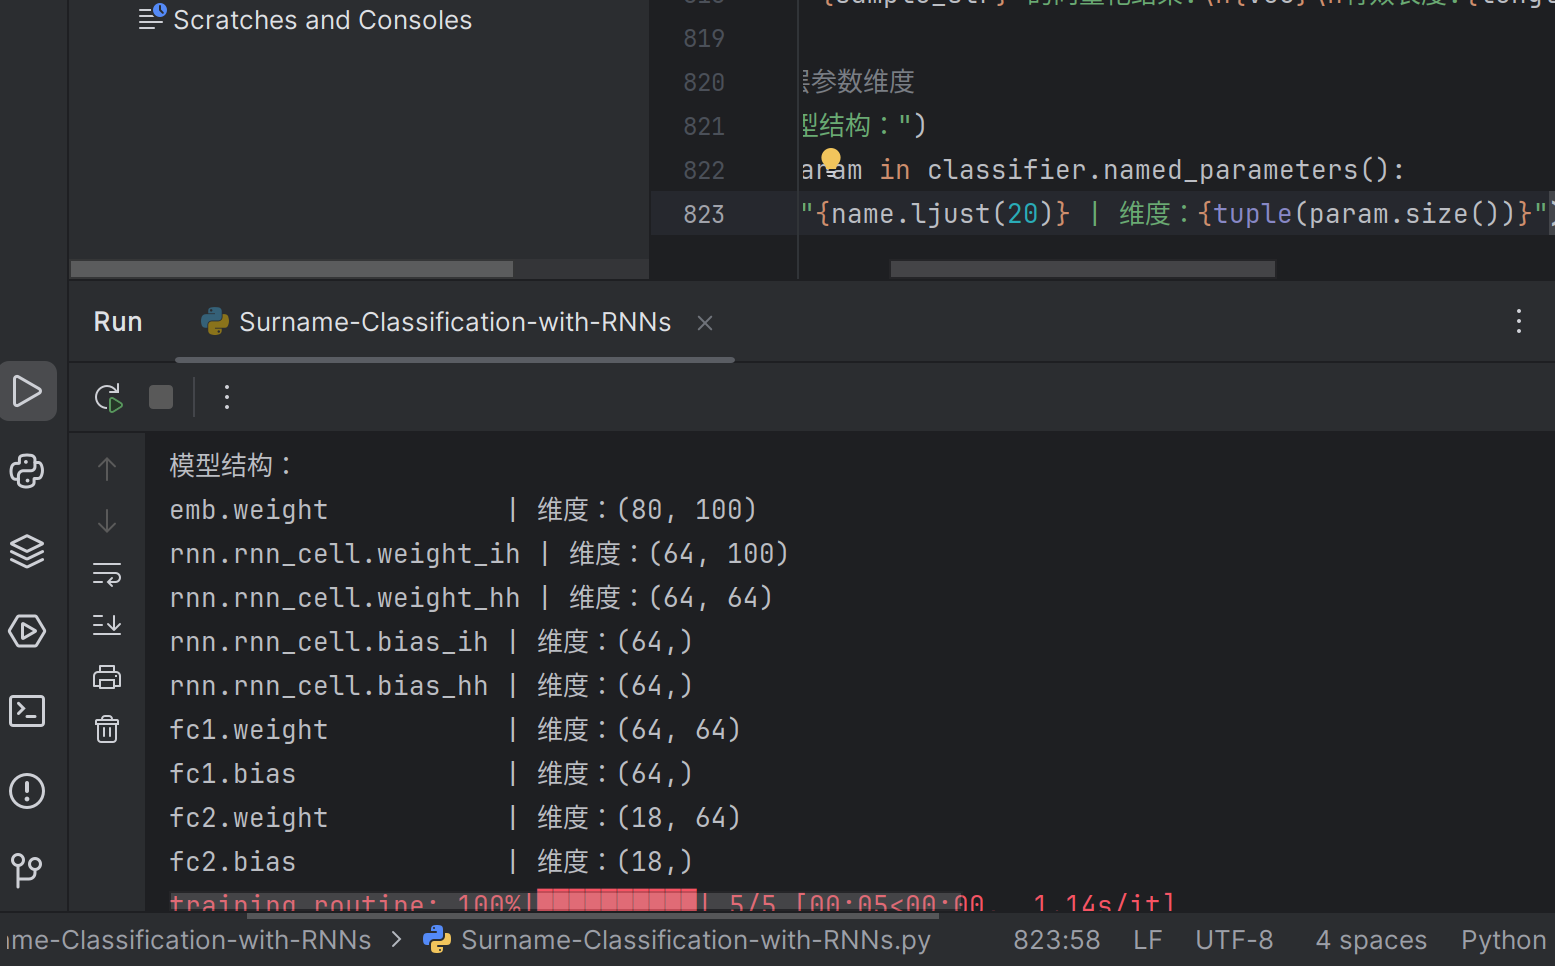 Scratches and Consoles
819
820 参数维度
821 型结构：")
822 aram in classifier.named_parameters():
823 "{name.ljust(20)} | 维度：{tuple(param.size())}")
Run Surname-Classification-with-RNNs
模型结构：
emb.weight | 维度：(80, 100)
rnn.rnn_cell.weight_ih | 维度：(64, 100)
rnn.rnn_cell.weight_hh | 维度：(64, 64)
rnn.rnn_cell.bias_ih | 维度：(64,)
rnn.rnn_cell.bias_hh | 维度：(64,)
fc1.weight | 维度：(64, 64)
fc1.bias | 维度：(64,)
fc2.weight | 维度：(18, 64)
fc2.bias | 维度：(18,)
training routine: 100%|██████████| 5/5 [00:05<00:00, 1.14s/it]
me-Classification-with-RNNs > Surname-Classification-with-RNNs.py 823:58 LF UTF-8 4 spaces Python